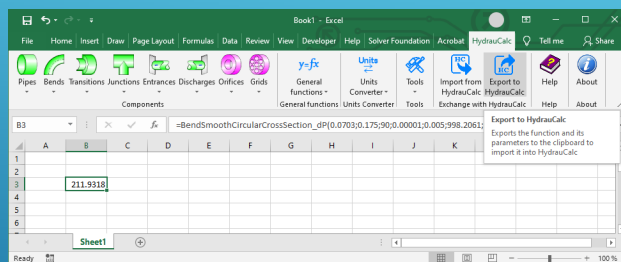 Book1 - Excel
File Home Insert Draw Page Layout Formulas Data Review View Developer Help Solver Foundation Acrobat HydrauCalc Tell me Share
Pipes Bends Transitions Junctions Entrances Discharges Orifices Grids
y=fx Units
General functions Units Converter Tools Import from HydrauCalc Export to HydrauCalc Help About
Components General functions Units Converter Tools Exchange with HydrauCalc Help About
B3 fx =BendSmoothCircularCrossSection_dP(0.0703;0.175;90;0.00001;0.005;998.2061;
Export to HydrauCalc
Exports the function and its
parameters to the clipboard to
import it into HydrauCalc.
A B C D E F G H I J K
1
2
3 211.9318
4
5
6
Sheet1
Ready 100 %